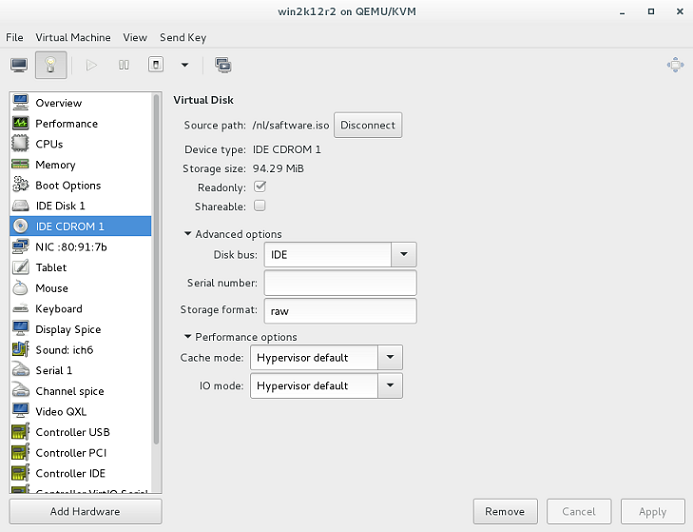 win2k12r2 on QEMU/KVM
File Virtual Machine View Send Key
Overview
Performance
CPUs
Memory
Boot Options
IDE Disk 1
IDE CDROM 1
NIC :80:91:7b
Tablet
Mouse
Keyboard
Display Spice
Sound: ich6
Serial 1
Channel spice
Video QXL
Controller USB
Controller PCI
Controller IDE
Controller VirtIO Serial
Add Hardware
Virtual Disk
Source path: /nl/saftware.iso Disconnect
Device type: IDE CDROM 1
Storage size: 94.29 MiB
Readonly:
Shareable:
Advanced options
Disk bus: IDE
Serial number:
Storage format: raw
Performance options
Cache mode: Hypervisor default
IO mode: Hypervisor default
Remove Cancel Apply